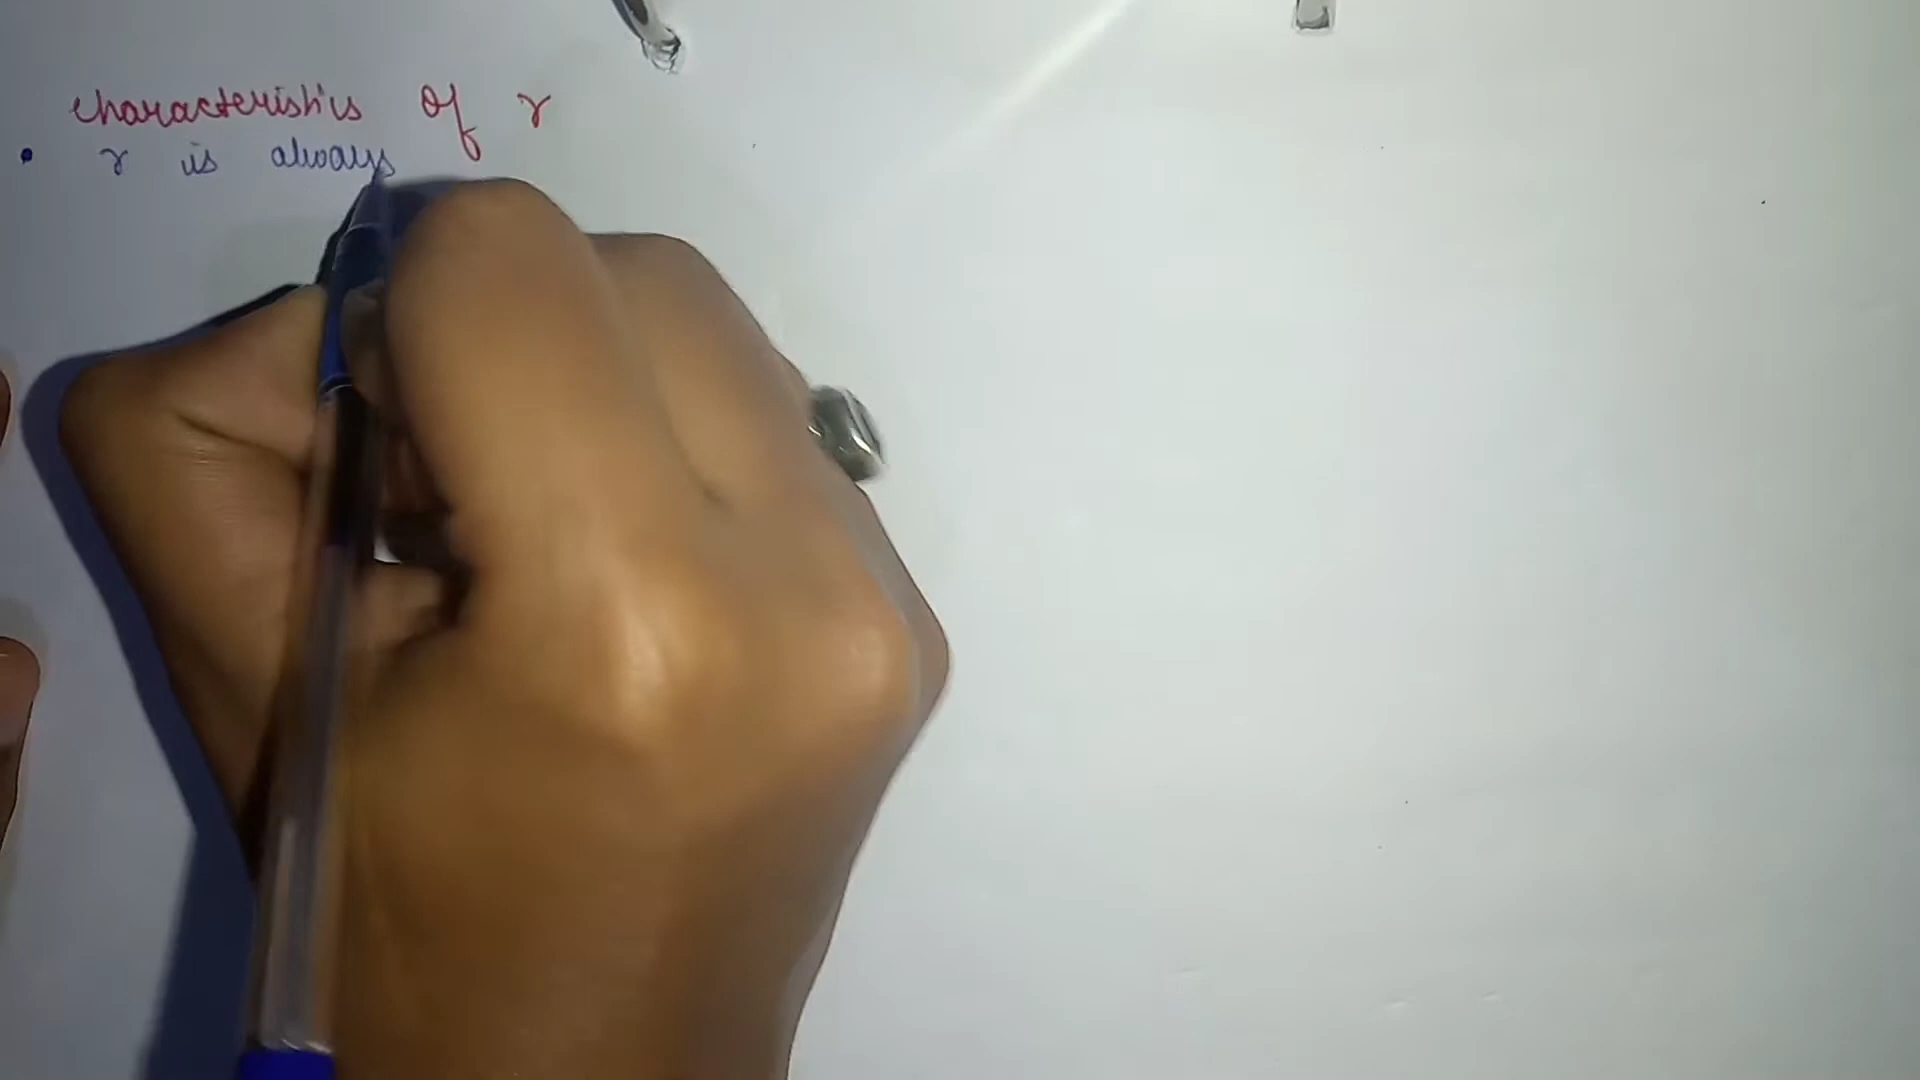 characteristics of r
• r is always